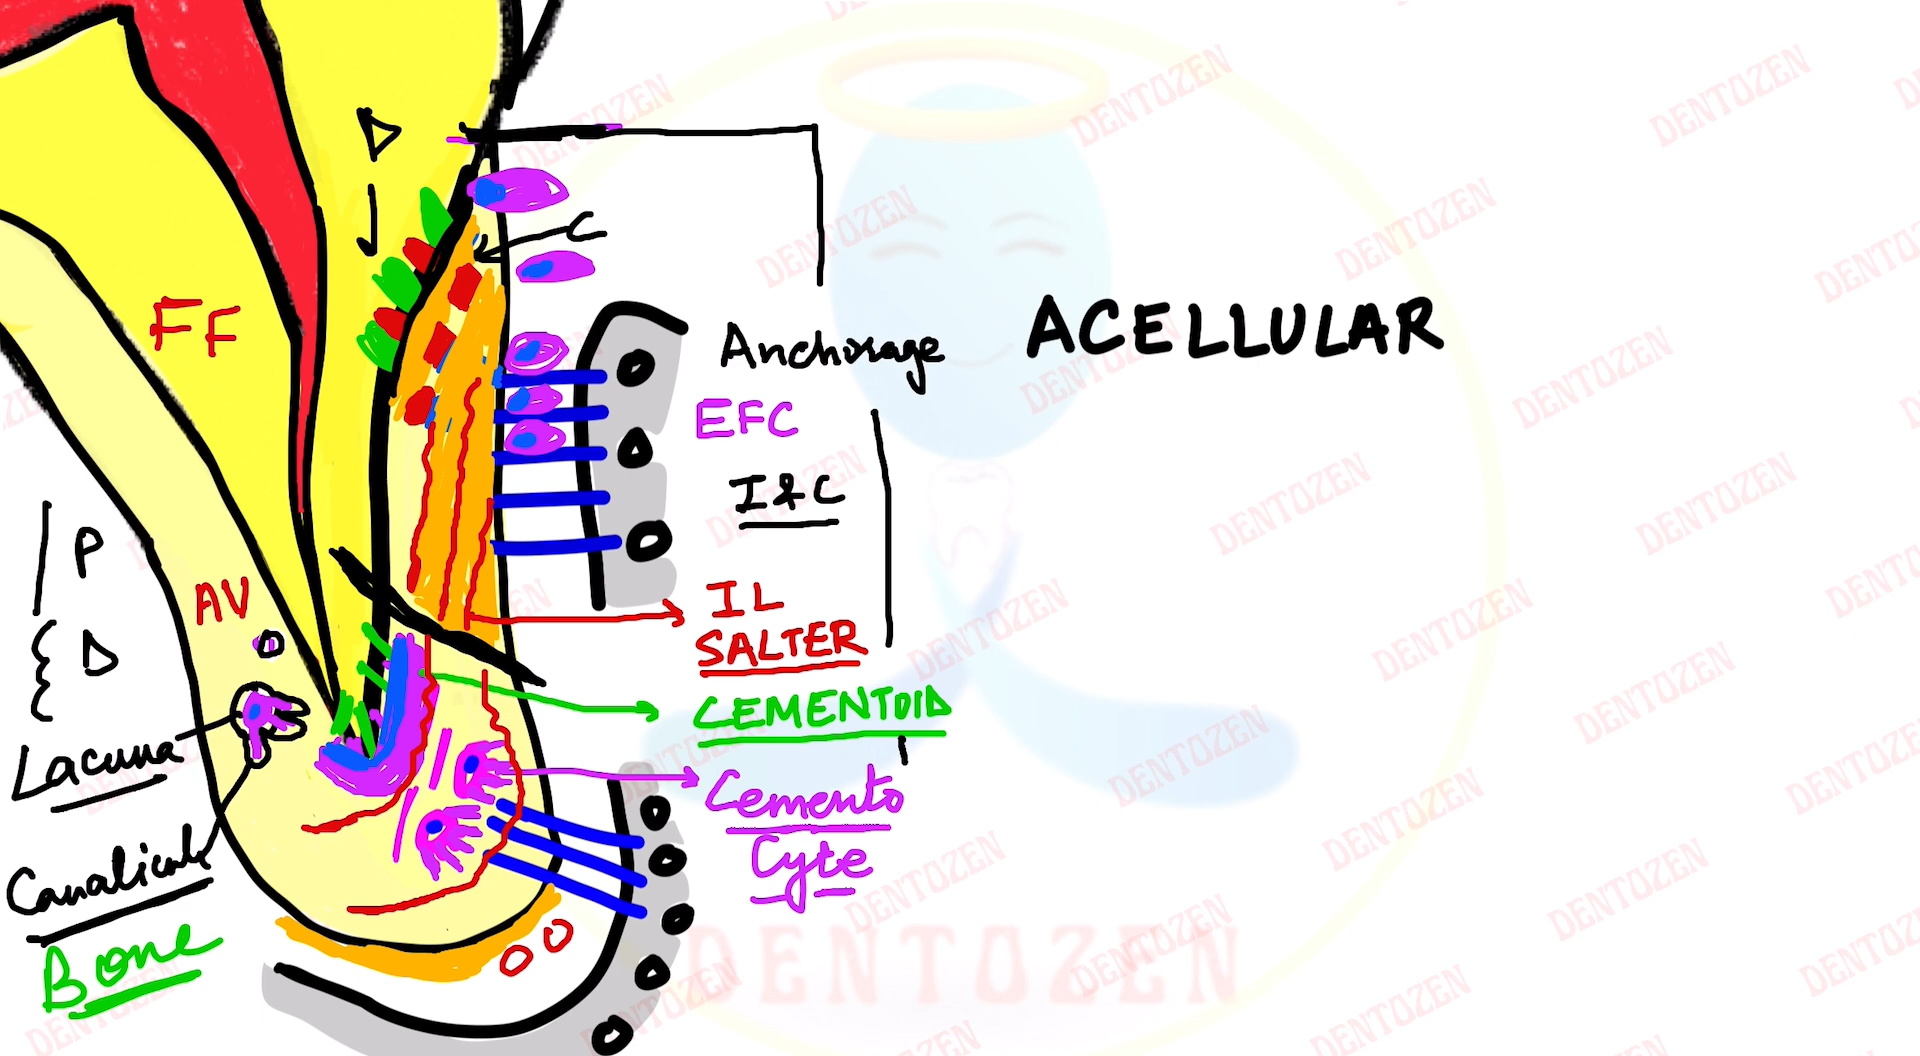 D
J
C
FF
Anchorage
ACELLULAR
EFC
I&C
P
AV
IL
SALTER
D
CEMENTOID
Lacuna
Cemento
Cyte
Canaliculi
Bone
DENTOZEN